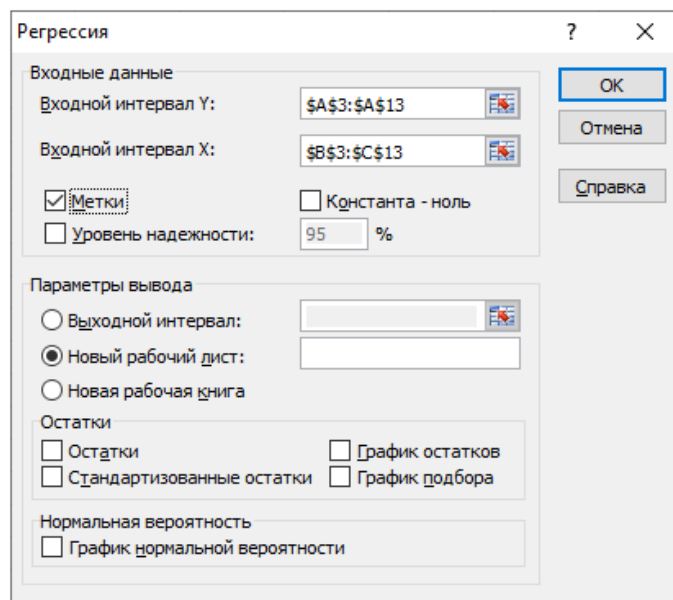 Регрессия ? ×
Входные данные
Входной интервал Y: $A$3:$A$13
Входной интервал X: $B$3:$C$13
Метки Константа - ноль
Уровень надежности: 95 %
OK
Отмена
Справка
Параметры вывода
Выходной интервал:
Новый рабочий лист:
Новая рабочая книга
Остатки
Остатки График остатков
Стандартизованные остатки График подбора
Нормальная вероятность
График нормальной вероятности